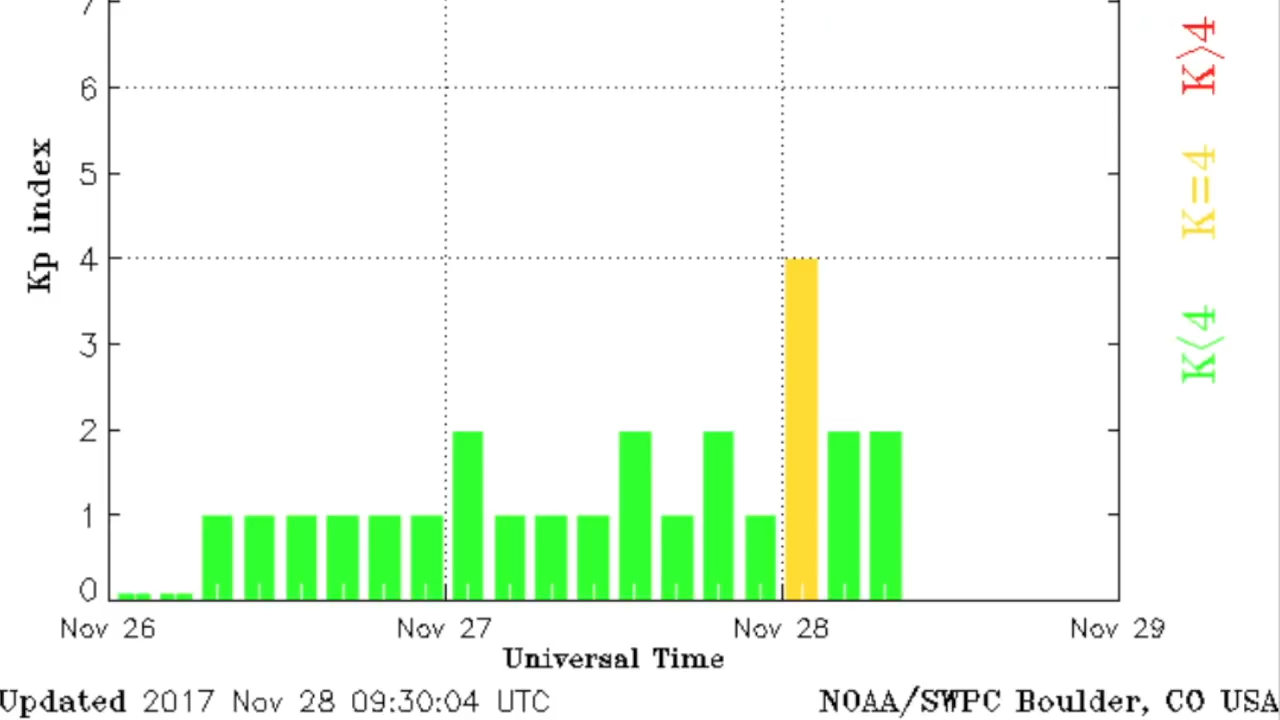 7
K>4
6
Kp index
5
K=4
4
3
K<4
2
1
0
Nov 26 Nov 27 Nov 28 Nov 29
Universal Time
Updated 2017 Nov 28 09:30:04 UTC NOAA/SWPC Boulder, CO USA